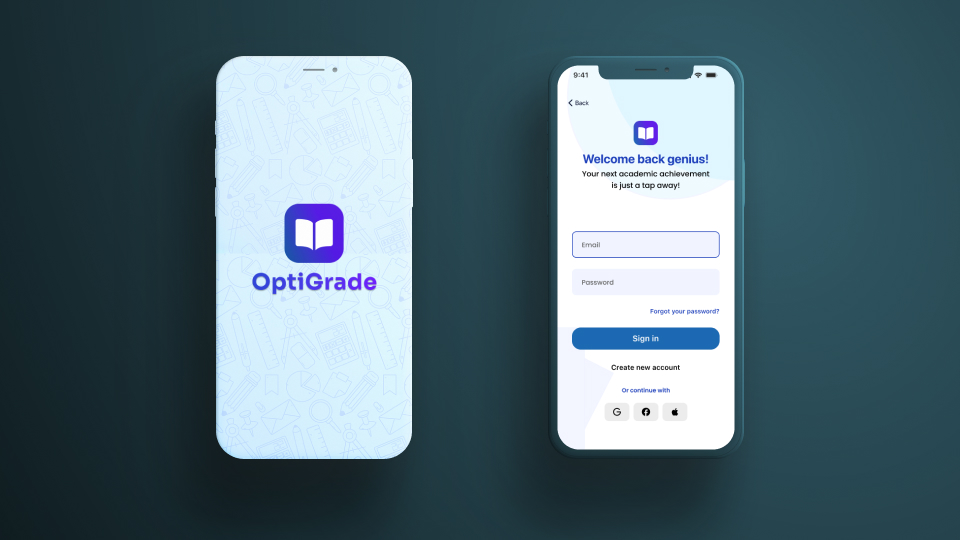 OptiGrade
9:41
Back
Welcome back genius!
Your next academic achievement
is just a tap away!
Email
Password
Forgot your password?
Sign in
Create new account
Or continue with